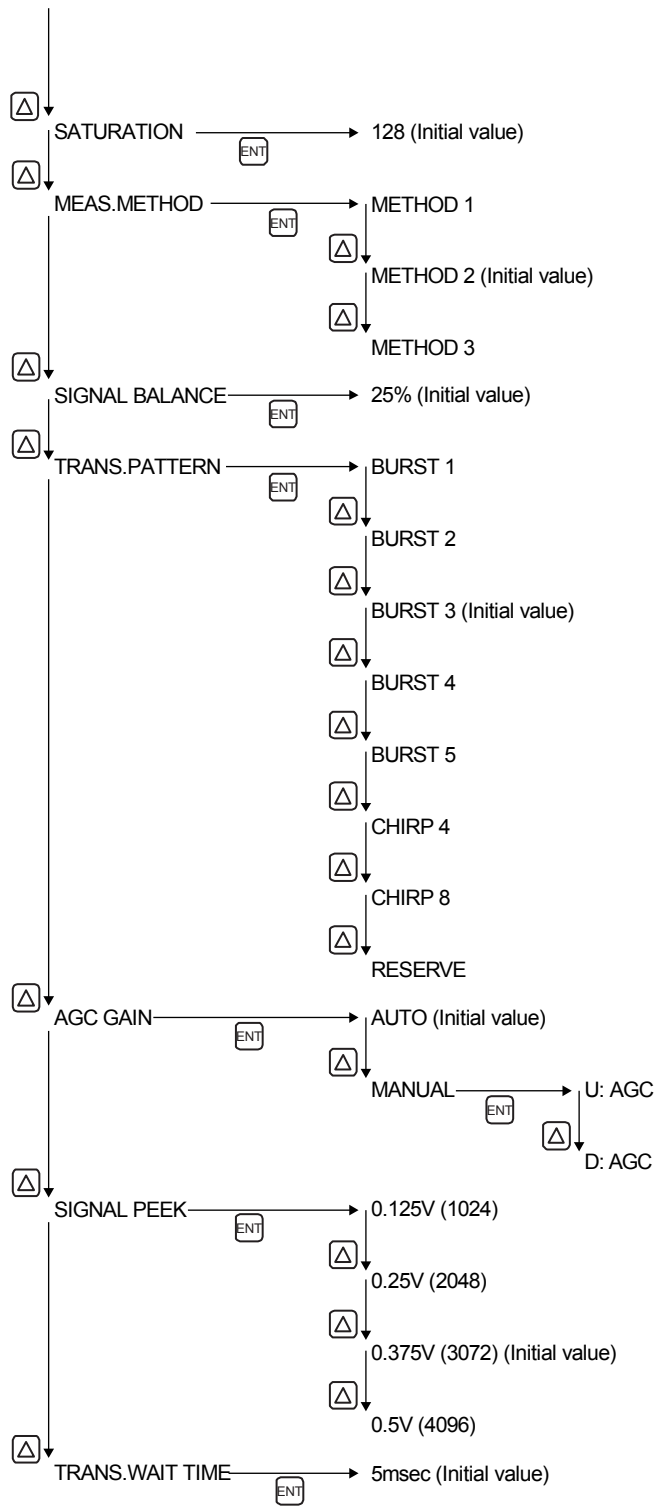 △
SATURATION ENT 128 (Initial value)
△
MEAS.METHOD ENT METHOD 1
△
METHOD 2 (Initial value)
△
METHOD 3
△
SIGNAL BALANCE ENT 25% (Initial value)
△
TRANS.PATTERN ENT BURST 1
△
BURST 2
△
BURST 3 (Initial value)
△
BURST 4
△
BURST 5
△
CHIRP 4
△
CHIRP 8
△
RESERVE
△
AGC GAIN ENT AUTO (Initial value)
△
MANUAL ENT U: AGC
△
D: AGC
△
SIGNAL PEEK ENT 0.125V (1024)
△
0.25V (2048)
△
0.375V (3072) (Initial value)
△
0.5V (4096)
△
TRANS.WAIT TIME ENT 5msec (Initial value)